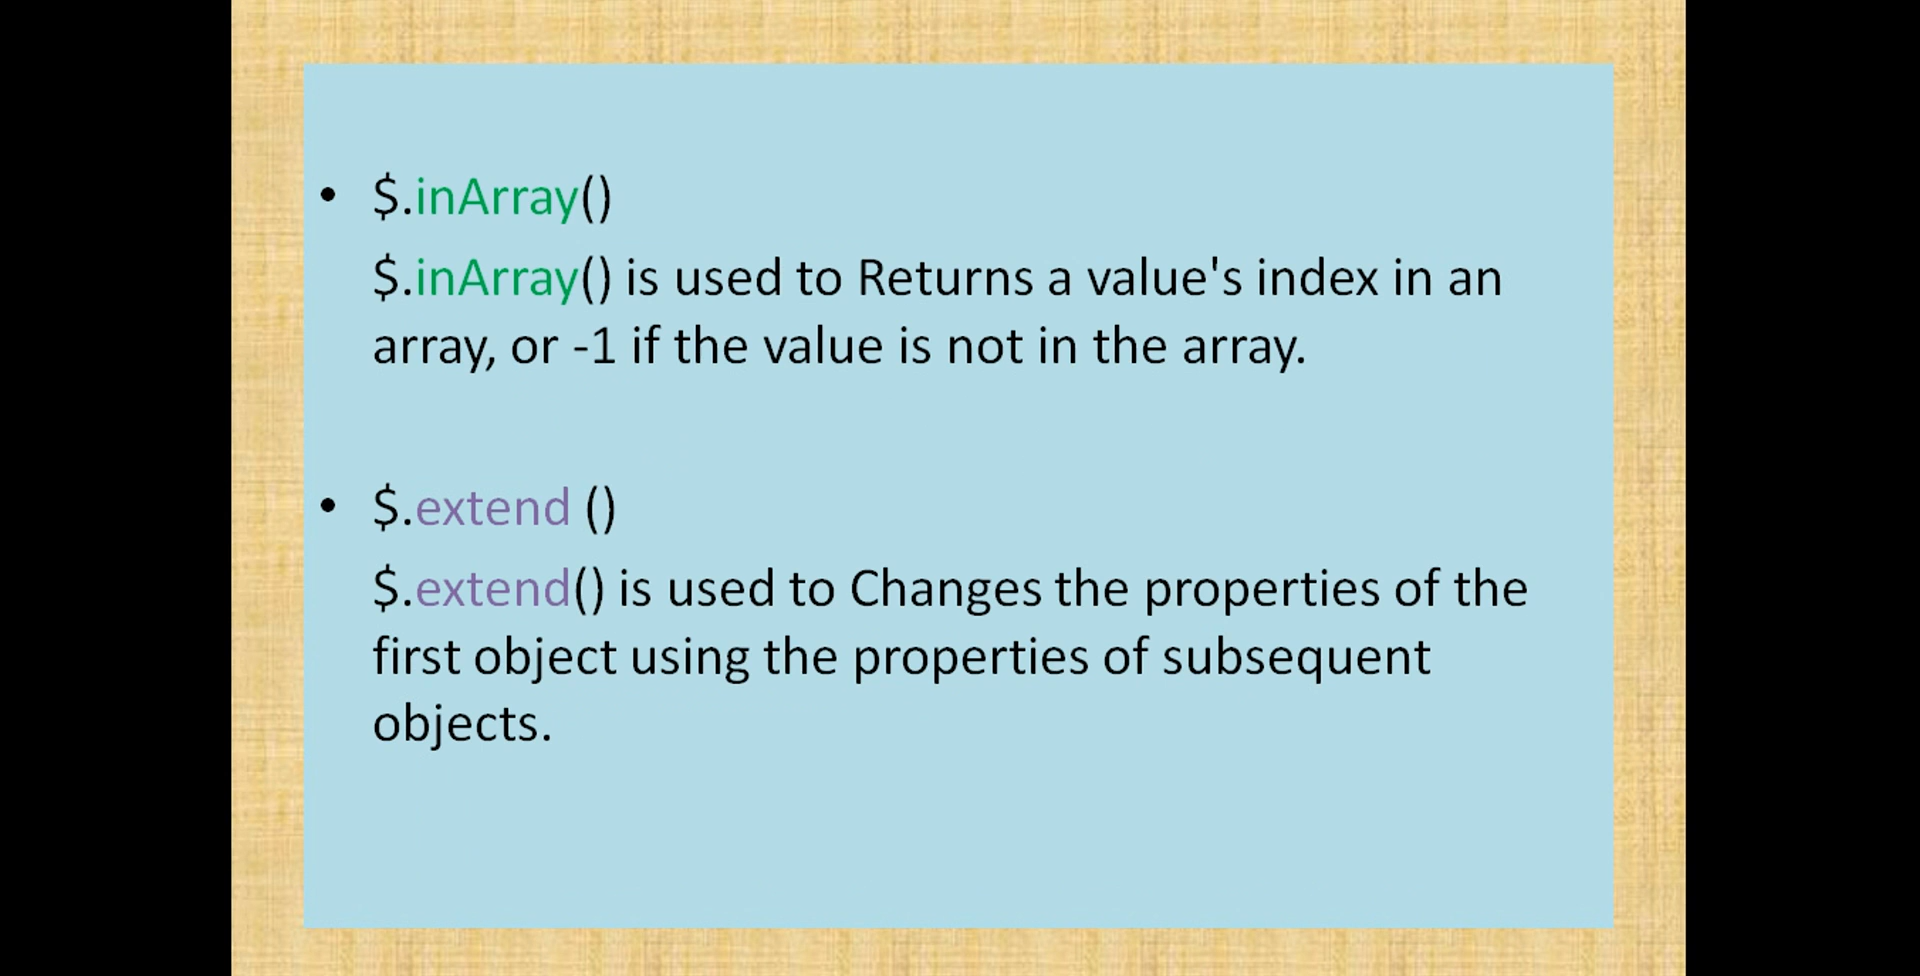 • $.inArray()
$.inArray() is used to Returns a value's index in an
array, or -1 if the value is not in the array.
• $.extend ()
$.extend() is used to Changes the properties of the
first object using the properties of subsequent
objects.